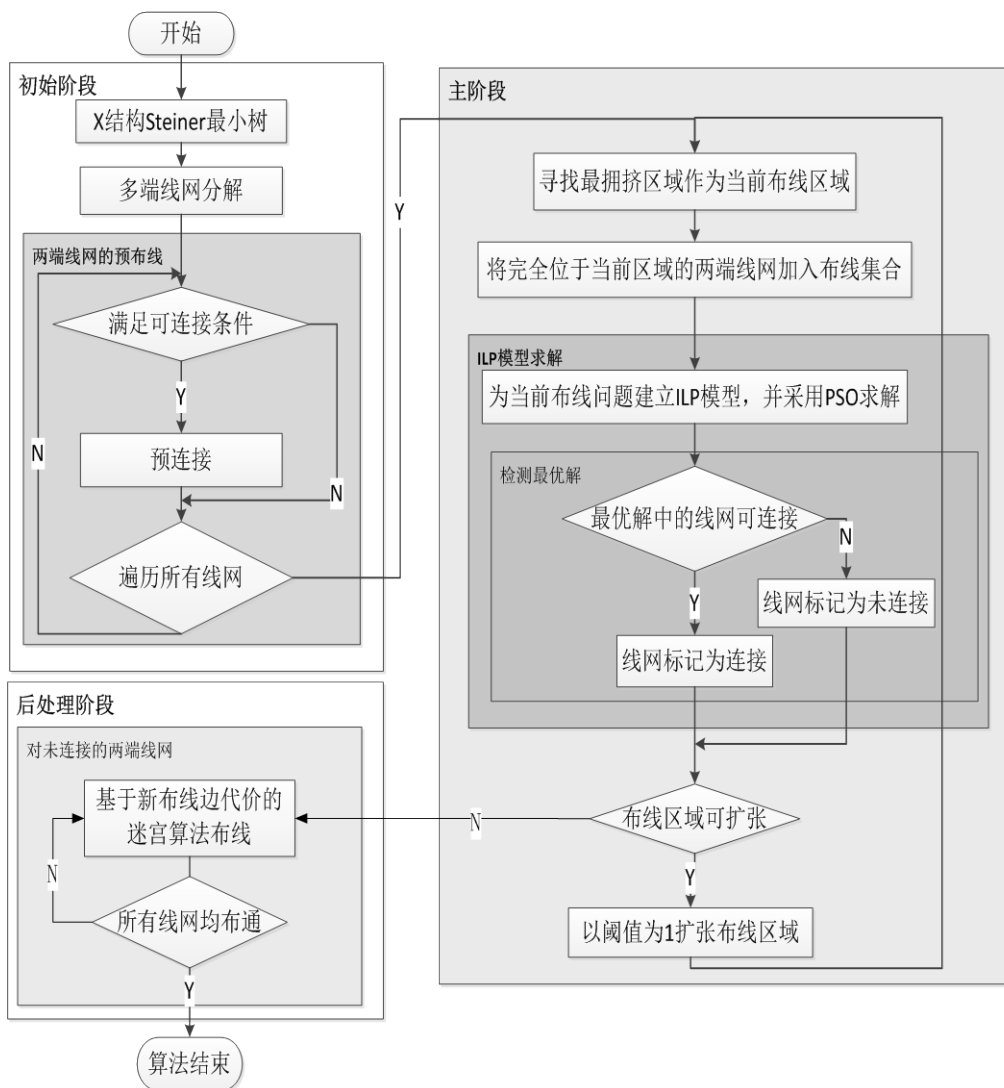 开始
初始阶段
X结构Steiner最小树
多端线网分解
两端线网的预布线
满足可连接条件
Y
N
预连接
N
遍历所有线网
Y
主阶段
寻找最拥挤区域作为当前布线区域
将完全位于当前区域的两端线网加入布线集合
ILP模型求解
为当前布线问题建立ILP模型，并采用PSO求解
检测最优解
最优解中的线网可连接
N
Y
线网标记为未连接
线网标记为连接
布线区域可扩张
N
Y
以阈值为1扩张布线区域
后处理阶段
对未连接的两端线网
基于新布线边代价的
迷宫算法布线
N
所有线网均布通
Y
算法结束